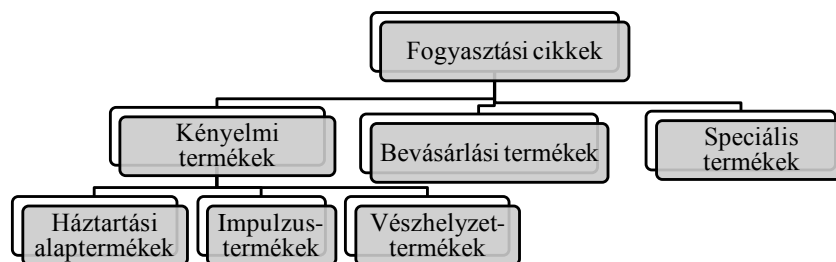 Fogyasztási cikkek
Kényelmi
termékek
Bevásárlási termékek
Speciális
termékek
Háztartási
alaptermékek
Impulzus-
termékek
Vészhelyzet-
termékek